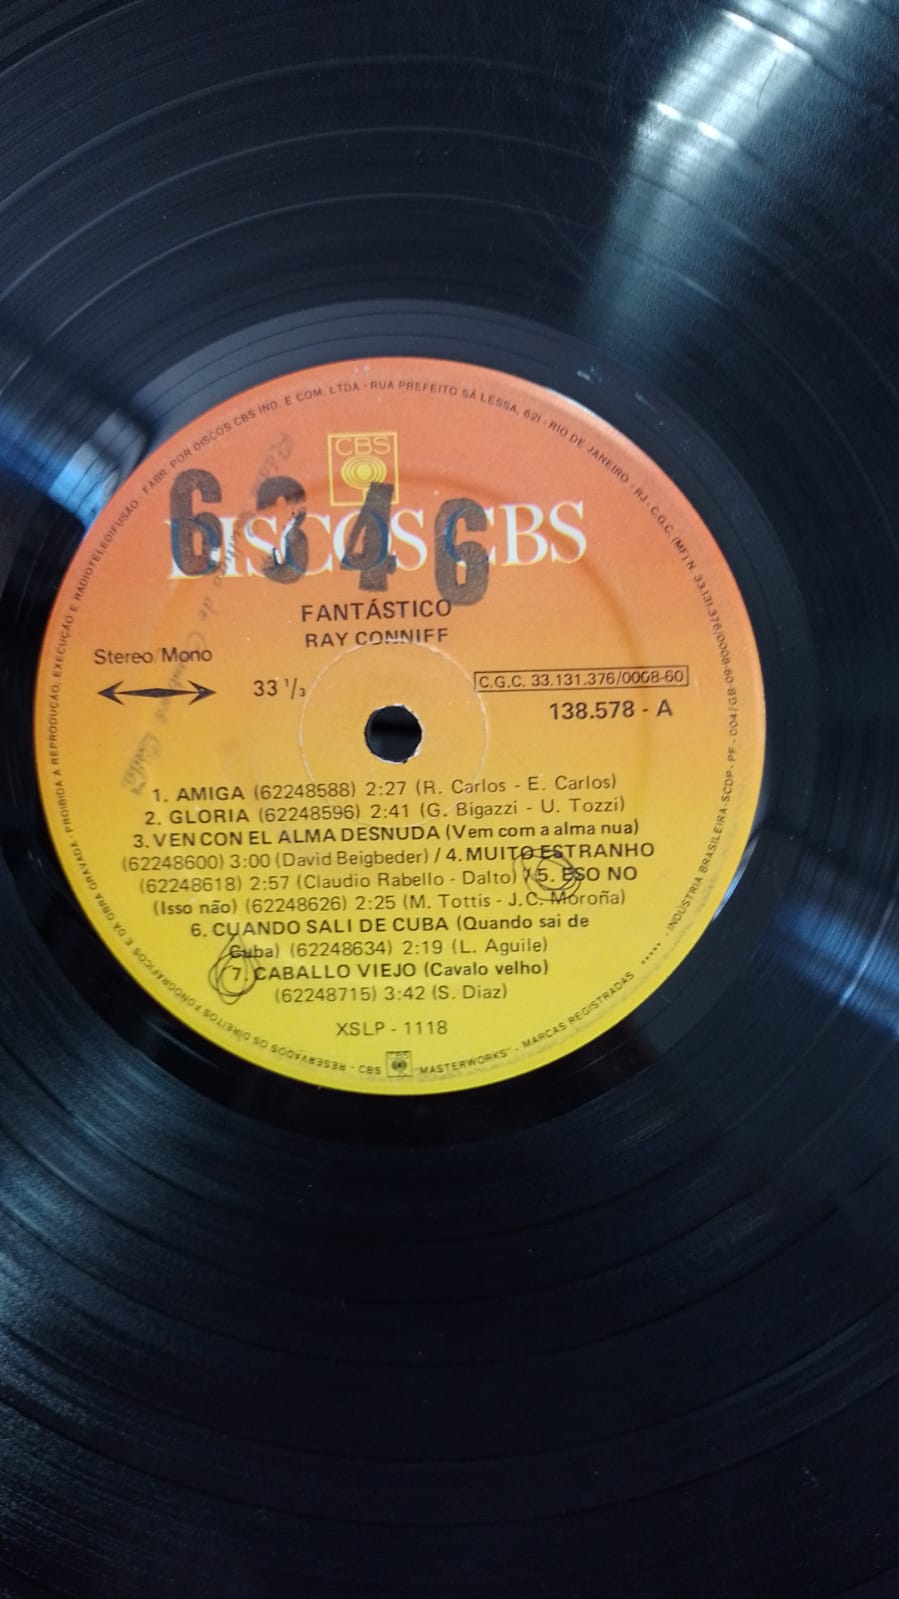 FABR. POR DISCOS CBS IND. E COM. LTDA - RUA PREFEITO SÁ LESSA, 621 - RIO DE JANEIRO - RJ - C.G.C. (MF) N. 33.131.376/0008-60
CBS
6346
DISCOS CBS
FANTÁSTICO
RAY CONNIFF
Stereo/Mono
33 1/3
C.G.C. 33.131.376/0008-60
138.578 - A
1. AMIGA (62248588) 2:27 (R. Carlos - E. Carlos)
2. GLORIA (62248596) 2:41 (G. Bigazzi - U. Tozzi)
3. VEN CON EL ALMA DESNUDA (Vem com a alma nua)
(62248600) 3:00 (David Beigbeder) / 4. MUITO ESTRANHO
(62248618) 2:57 (Claudio Rabello - Dalto) / 5. ESO NO
(Isso não) (62248626) 2:25 (M. Tottis - J.C. Moroña)
6. CUANDO SALI DE CUBA (Quando sai de
Cuba) (62248634) 2:19 (L. Aguile)
7. CABALLO VIEJO (Cavalo velho)
(62248715) 3:42 (S. Diaz)
XSLP - 1118
INDÚSTRIA BRASILEIRA - SCDP - PF - 004/GB
RESERVADOS OS DIREITOS FONOGRÁFICOS E DA OBRA GRAVADA - PROIBIDA A REPRODUÇÃO, EXECUÇÃO E RADIOTELEDIFUSÃO
CBS "MASTERWORKS" - MARCAS REGISTRADAS